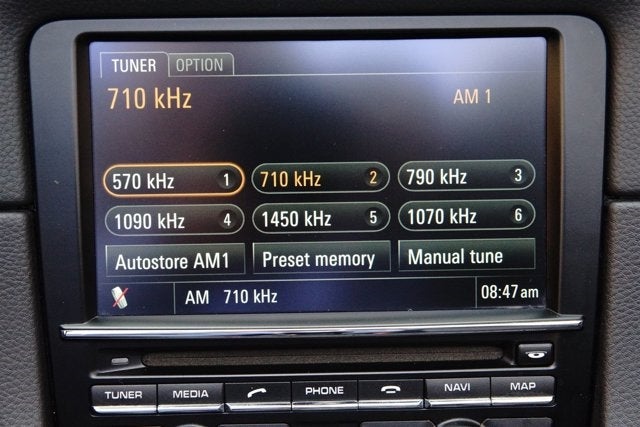 TUNER OPTION
710 kHz AM 1
570 kHz 1 710 kHz 2 790 kHz 3
1090 kHz 4 1450 kHz 5 1070 kHz 6
Autostore AM1 Preset memory Manual tune
AM 710 kHz 08:47 am
TUNER MEDIA PHONE NAVI MAP